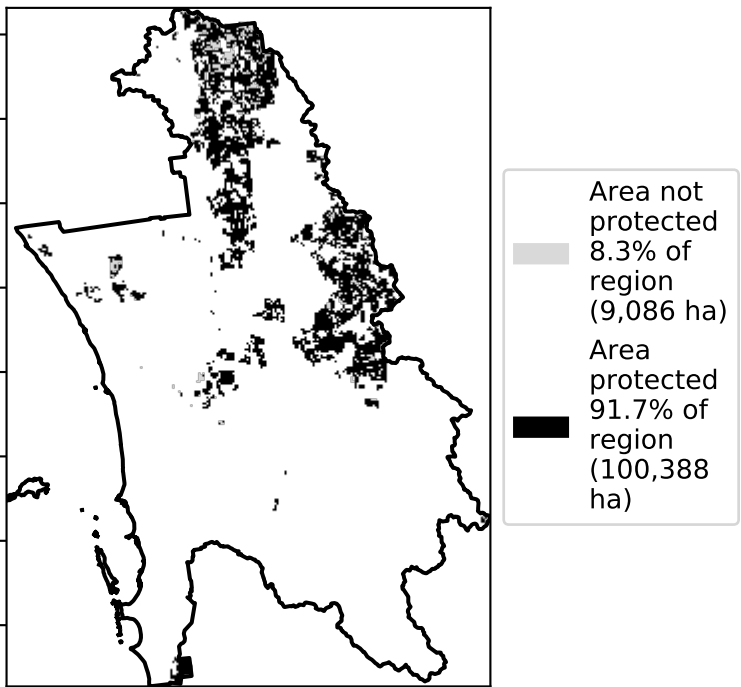 Area not
protected
8.3% of
region
(9,086 ha)
Area
protected
91.7% of
region
(100,388
ha)